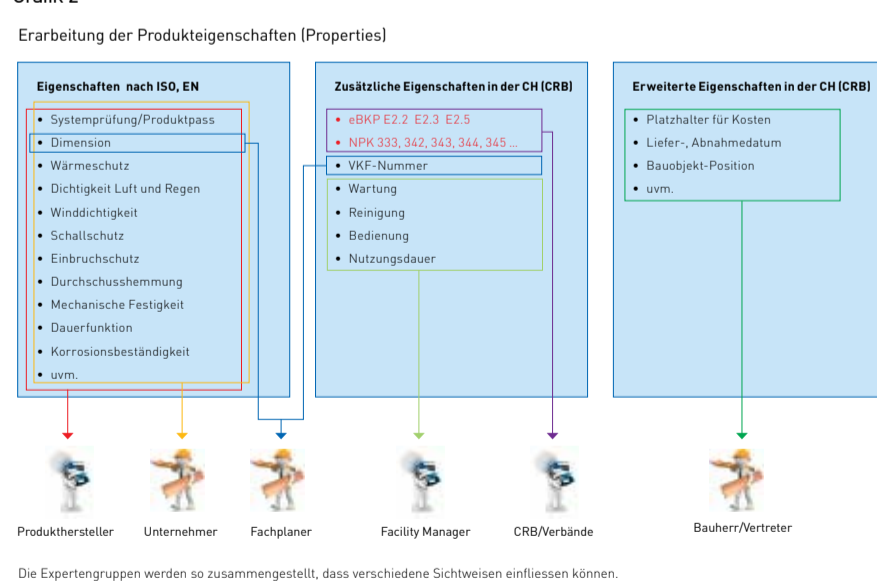 Erarbeitung der Produkteigenschaften (Properties)
Eigenschaften nach ISO, EN
• Systemprüfung/Produktpass
• Dimension
• Wärmeschutz
• Dichtigkeit Luft und Regen
• Winddichtigkeit
• Schallschutz
• Einbruchschutz
• Durchschusshemmung
• Mechanische Festigkeit
• Dauerfunktion
• Korrosionsbeständigkeit
• uvm.
Zusätzliche Eigenschaften in der CH (CRB)
• eBKP E2.2 E2.3 E2.5
• NPK 333, 342, 343, 344, 345 ...
• VKF-Nummer
• Wartung
• Reinigung
• Bedienung
• Nutzungsdauer
Erweiterte Eigenschaften in der CH (CRB)
• Platzhalter für Kosten
• Liefer-, Abnahmedatum
• Bauobjekt-Position
• uvm.
Produkthersteller
Unternehmer
Fachplaner
Facility Manager
CRB/Verbände
Bauherr/Vertreter
Die Expertengruppen werden so zusammengestellt, dass verschiedene Sichtweisen einfliessen können.